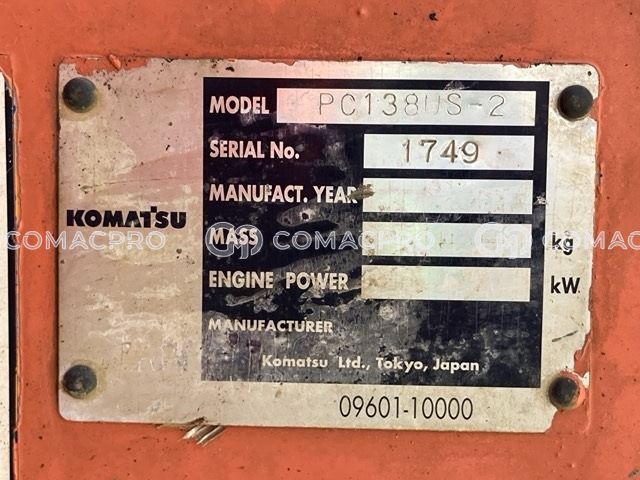 MODEL PC138US-2
SERIAL No. 1749
MANUFACT. YEAR
KOMATSU
COMACPRO COMACPRO COMACPRO
MASS kg
ENGINE POWER kW
MANUFACTURER
Komatsu Ltd., Tokyo, Japan
09601-10000